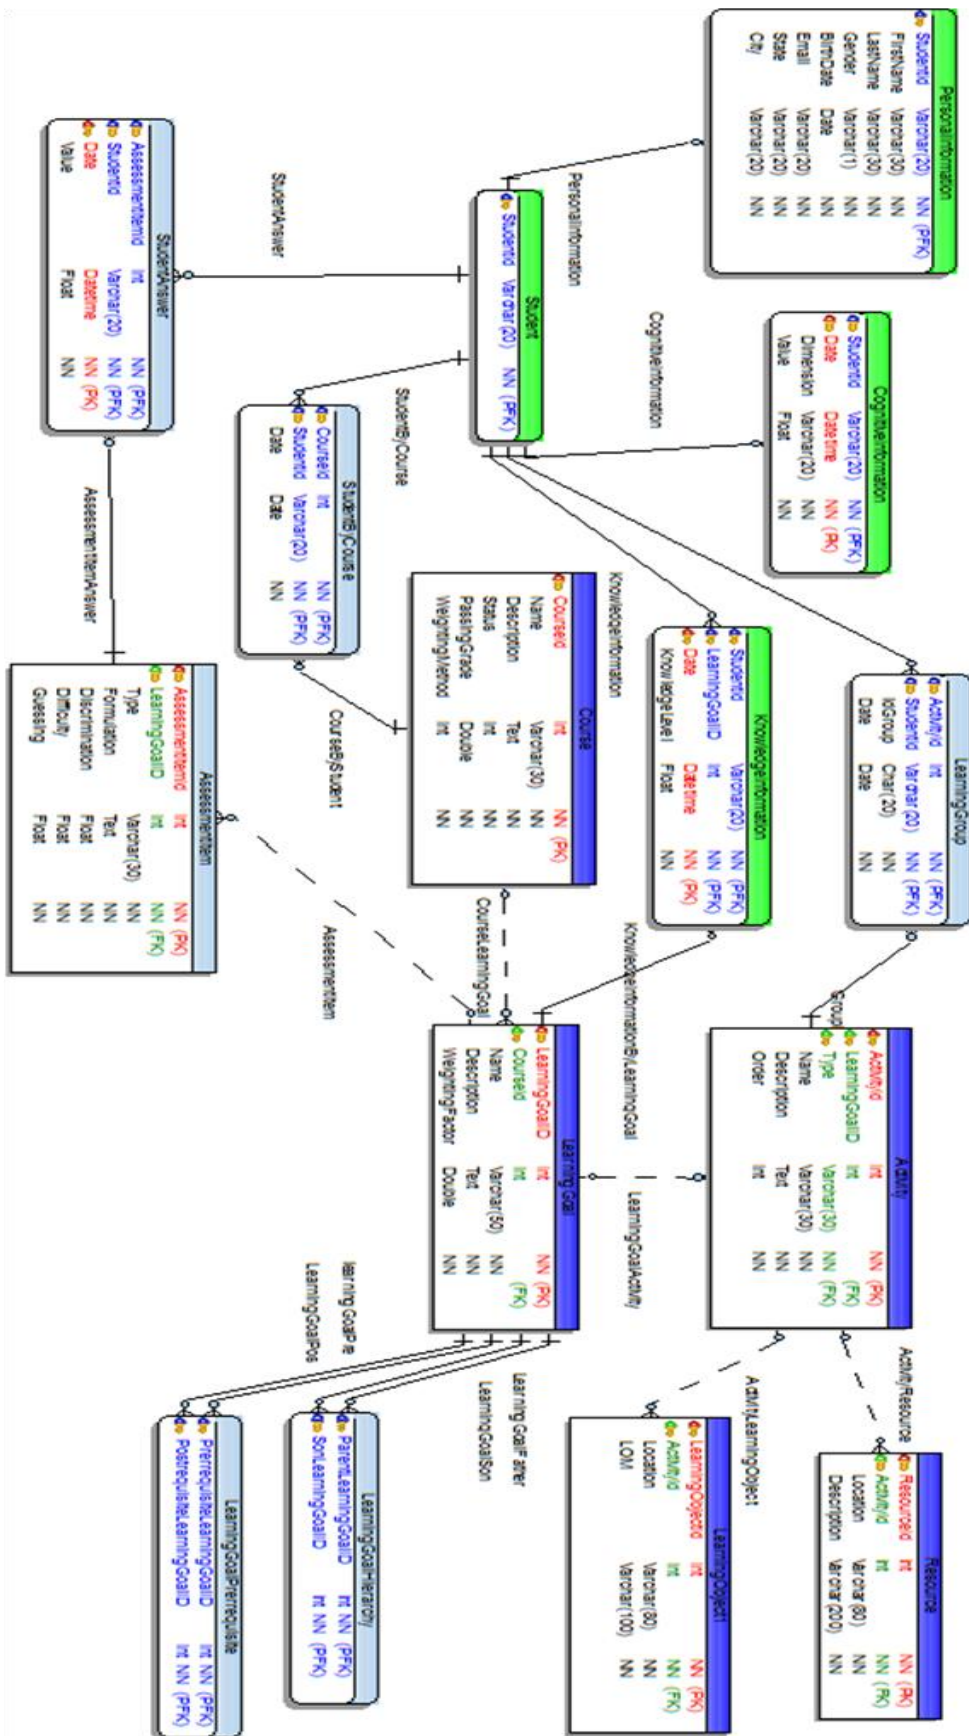 PersonalInformation
StudentId Varchar(20) NN (PFK)
FirstName Varchar(30) NN
LastName Varchar(30) NN
Gender Varchar(1) NN
BirthDate Date NN
Email Varchar(20) NN
State Varchar(20) NN
City Varchar(20) NN
CognitiveInformation
StudentId Varchar(20) NN (PFK)
Date Datetime NN (PK)
Dimension Varchar(20) NN
Value Float NN
LearningGroup
ActivityId Int NN (PFK)
StudentId Varchar(20) NN (PFK)
IdGroup Char(20) NN
Date Date NN
Activity
ActivityId Int NN (PK)
LearningGoalID Int NN (FK)
Type Varchar(30) NN (FK)
Name Varchar(30) NN
Description Text NN
Order Int NN
Resource
ResourceId Int NN (PK)
ActivityId Int NN (FK)
Location Varchar(80) NN
Description Varchar(200) NN
PersonalInformation
CognitiveInformation
KnowledgeInformation
Group
ActivityResource
Student
StudentId Varchar(20) NN (PFK)
KnowledgeInformation
StudentId Varchar(20) NN (PFK)
LearningGoalID Int NN (PFK)
Date Datetime NN (PK)
KnowledgeLevel Float NN
KnowledgeInformationByLearningGoal
LearningGoalActivity
ActivityLearningObject
LearningObject1
LearningObjectId Int NN (PK)
ActivityId Int NN (FK)
Location Varchar(80) NN
LOM Varchar(100) NN
Course
CourseId Int NN (PK)
Name Varchar(30) NN
Description Text NN
Status Int NN
PassingGrade Double NN
WeightingMethod Int NN
LearningGoal
LearningGoalID Int NN (PK)
CourseId Int (FK)
Name Varchar(50) NN
Description Text NN
WeightingFactor Double NN
CourseLearningGoal
LearningGoalFather
LearningGoalSon
StudentAnswer
StudentByCourse
CourseByStudent
StudentByCourse
CourseId Int NN (PFK)
StudentId Varchar(20) NN (PFK)
Date Date NN
AssessmentItem
learningGoalPre
LearningGoalPos
LearningGoalHierarchy
ParentLearningGoalID Int NN (PFK)
SonLearningGoalID Int NN (PFK)
StudentAnswer
AssessmentItemId Int NN (PFK)
StudentId Varchar(20) NN (PFK)
Date Datetime NN (PK)
Value Float NN
AssessmentItemAnswer
AssessmentItem
AssessmentItemId Int NN (PK)
LearningGoalID Int NN (FK)
Type Varchar(30) NN
Formulation Text NN
Discrimination Float NN
Difficulty Float NN
Guessing Float NN
LearningGoalPrerrequisite
PrerrequisiteLearningGoalID Int NN (PFK)
PostrequisiteLearningGoalID Int NN (PFK)